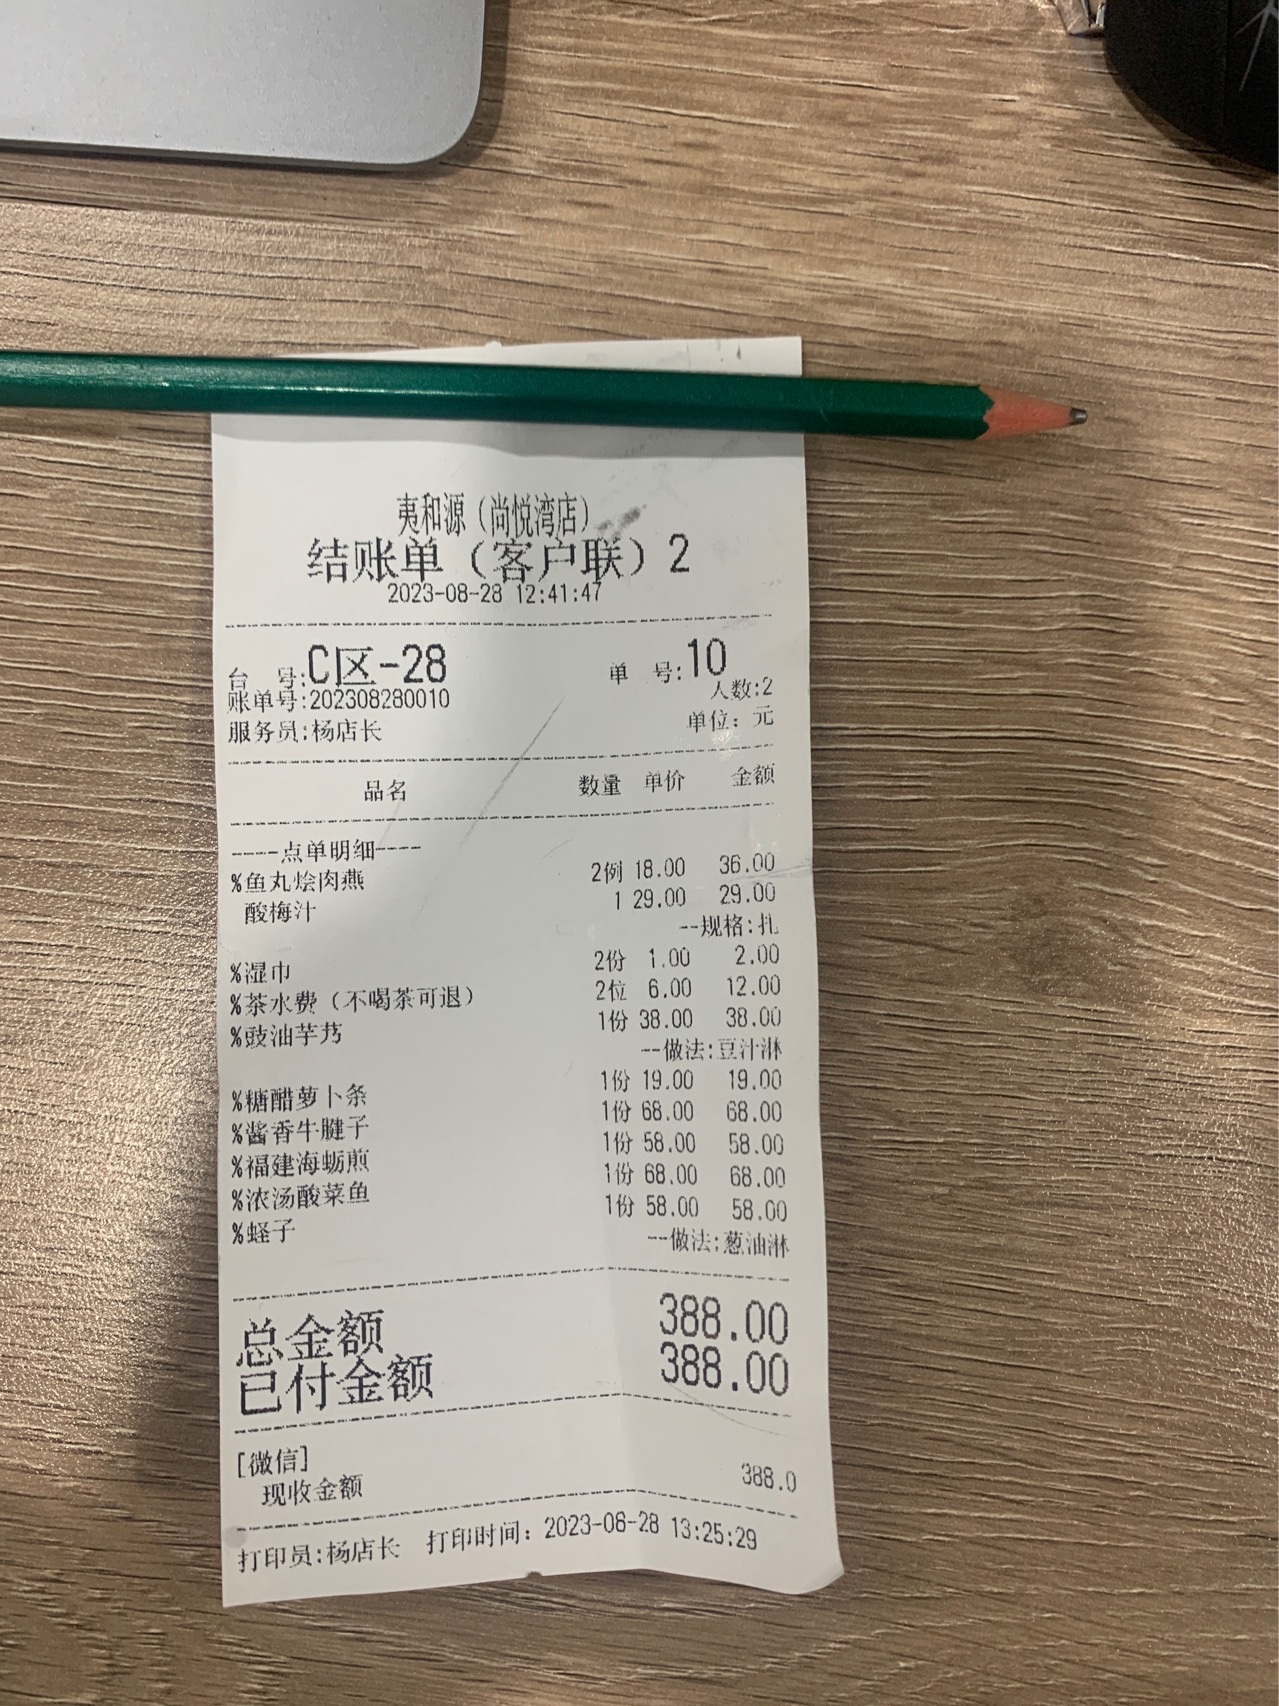 夷和源（尚悦湾店）
结账单（客户联）2
2023-08-28 12:41:47
台 号:C区-28 单 号:10
账单号:202308280010 人数:2
服务员:杨店长 单位: 元
品名 数量 单价 金额
----点单明细----
%鱼丸烩肉燕 2例 18.00 36.00
酸梅汁 1 29.00 29.00
--规格:扎
%湿巾 2份 1.00 2.00
%茶水费（不喝茶可退） 2位 6.00 12.00
%豉油芋艿 1份 38.00 38.00
--做法:豆汁淋
%糖醋萝卜条 1份 19.00 19.00
%酱香牛腱子 1份 68.00 68.00
%福建海蛎煎 1份 58.00 58.00
%浓汤酸菜鱼 1份 68.00 68.00
%蛏子 1份 58.00 58.00
--做法:葱油淋
总金额 388.00
已付金额 388.00
[微信]
现收金额 388.0
打印员:杨店长 打印时间: 2023-08-28 13:25:29